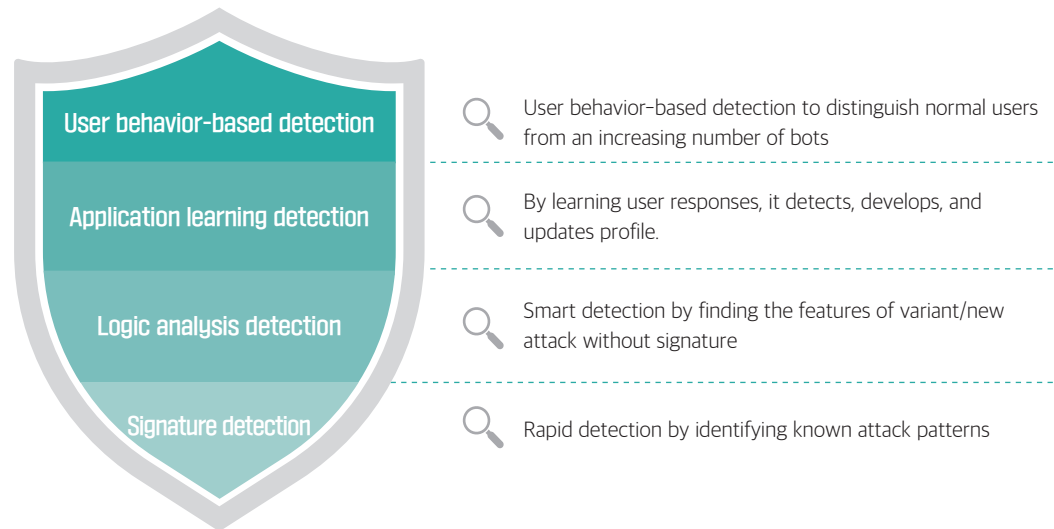 User behavior-based detection
User behavior-based detection to distinguish normal users
from an increasing number of bots
Application learning detection
By learning user responses, it detects, develops, and
updates profile.
Logic analysis detection
Smart detection by finding the features of variant/new
attack without signature
Signature detection
Rapid detection by identifying known attack patterns